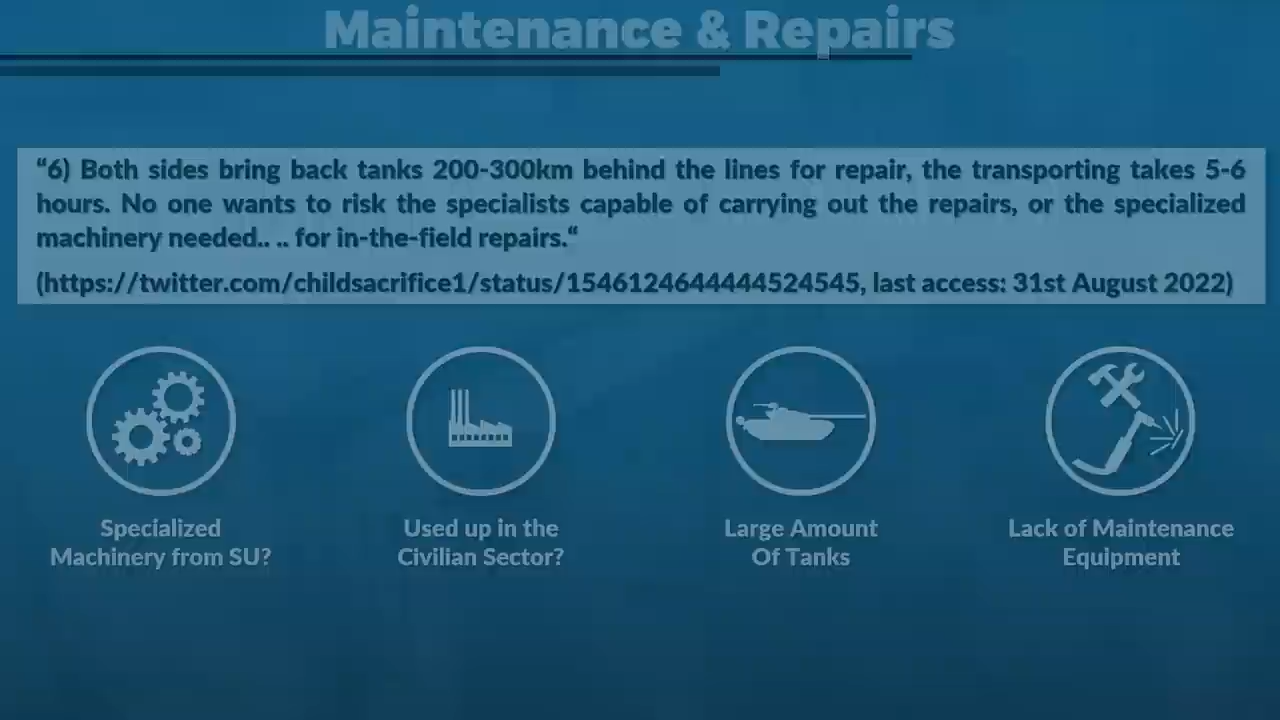 Maintenance & Repairs
“6) Both sides bring back tanks 200-300km behind the lines for repair, the transporting takes 5-6
hours. No one wants to risk the specialists capable of carrying out the repairs, or the specialized
machinery needed.. .. for in-the-field repairs.“
(https://twitter.com/childsacrifice1/status/1546124644444524545, last access: 31st August 2022)
Specialized
Machinery from SU?
Used up in the
Civilian Sector?
Large Amount
Of Tanks
Lack of Maintenance
Equipment